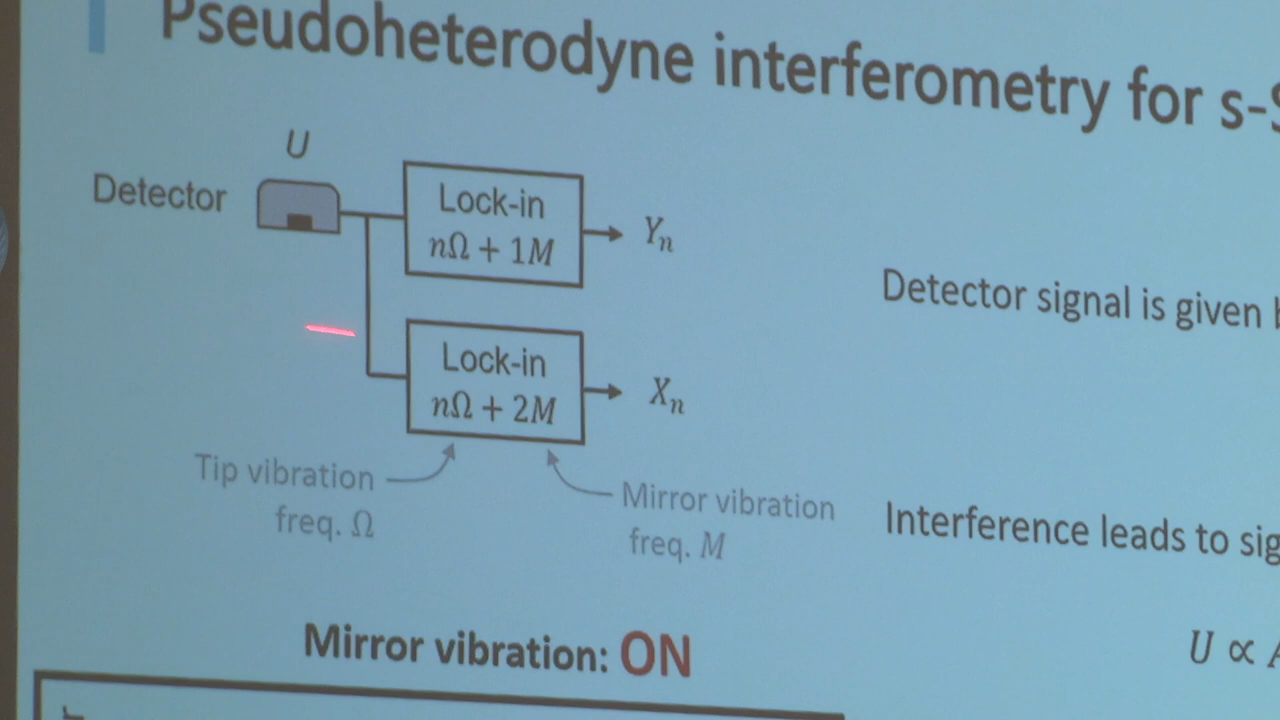 Pseudoheterodyne interferometry for s-
U
Detector
Lock-in
nΩ + 1M
Yₙ
Lock-in
nΩ + 2M
Xₙ
Tip vibration
freq. Ω
Mirror vibration
freq. M
Mirror vibration: ON
Detector signal is given
Interference leads to
U ∝